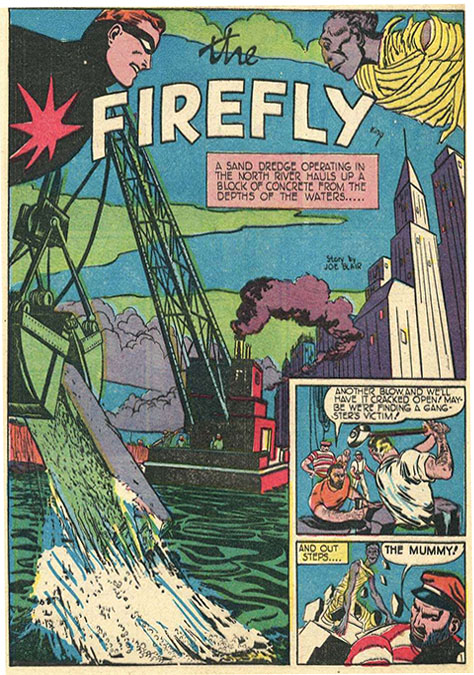 the
FIREFLY
King
A SAND DREDGE OPERATING IN
THE NORTH RIVER HAULS UP A
BLOCK OF CONCRETE FROM THE
DEPTHS OF THE WATERS.....
Story by
JOE BLAIR
ANOTHER BLOW, AND WE'LL
HAVE IT CRACKED OPEN! MAY-
BE WE'RE FINDING A GANG-
STER'S VICTIM!
AND OUT
STEPS....
THE MUMMY!
1